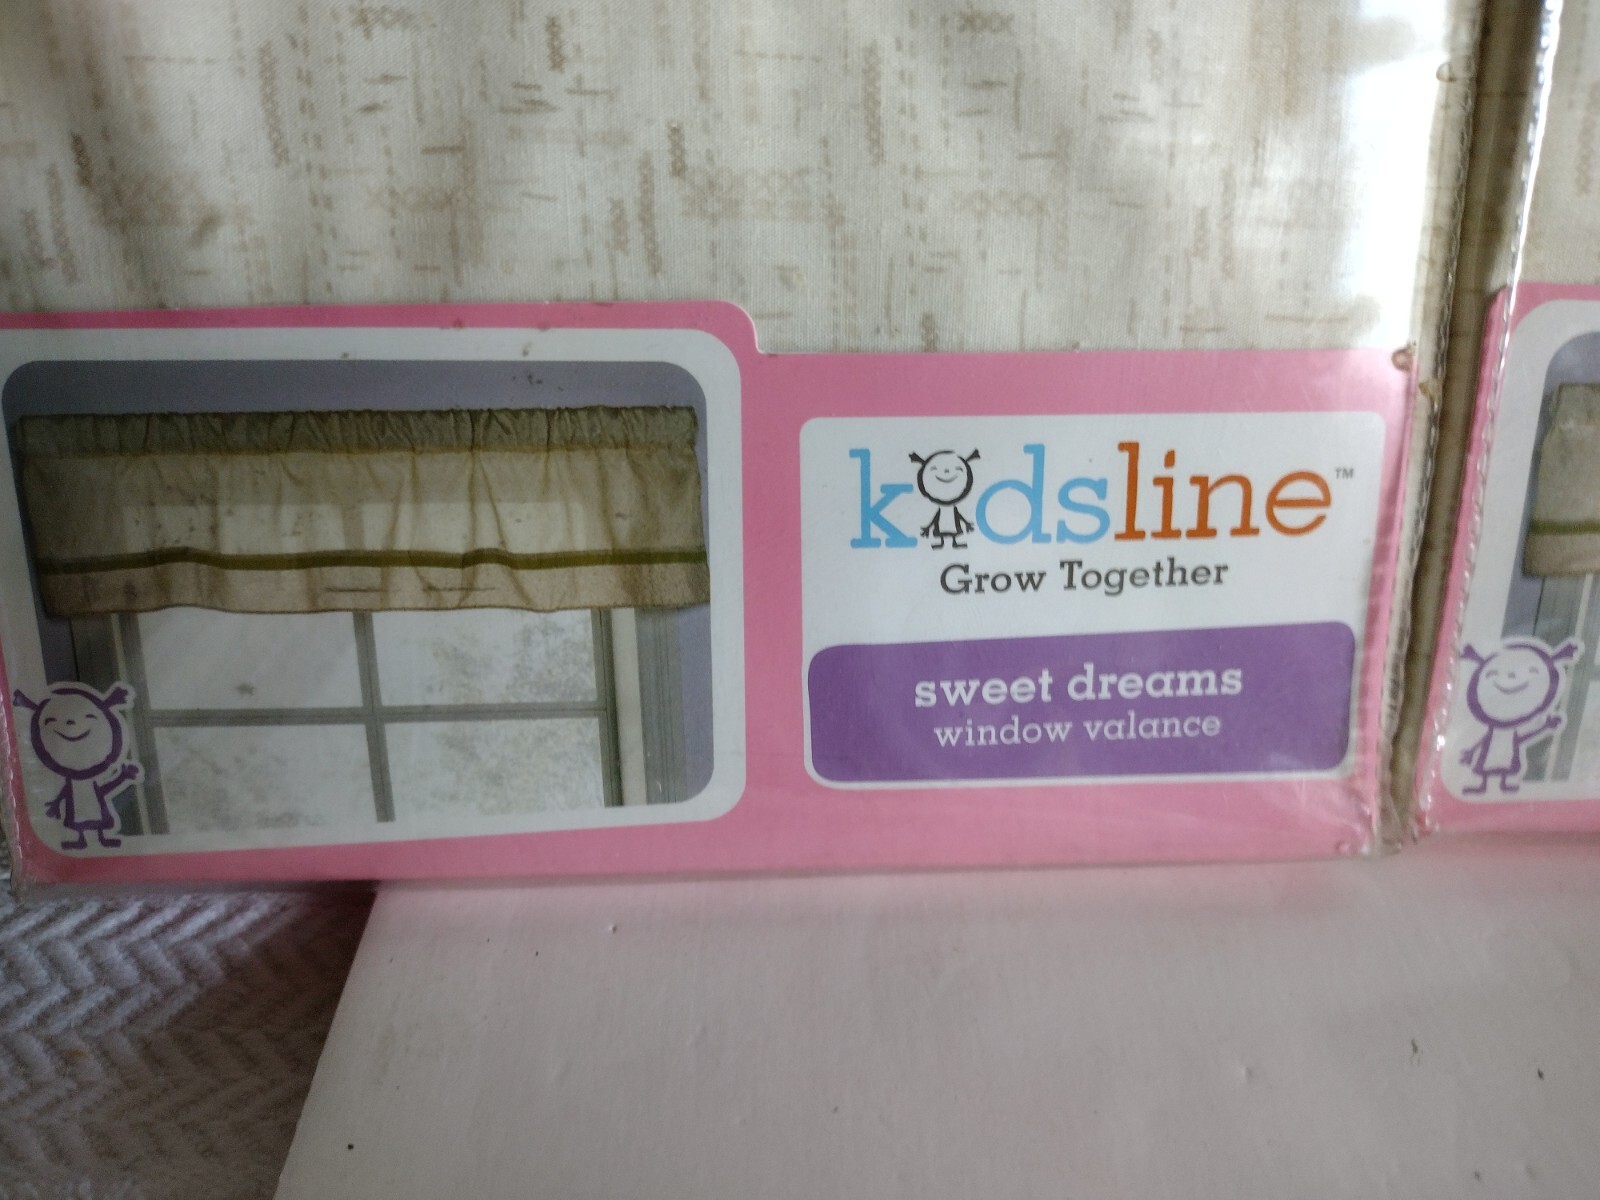 kidsline™
Grow Together
sweet dreams
window valance